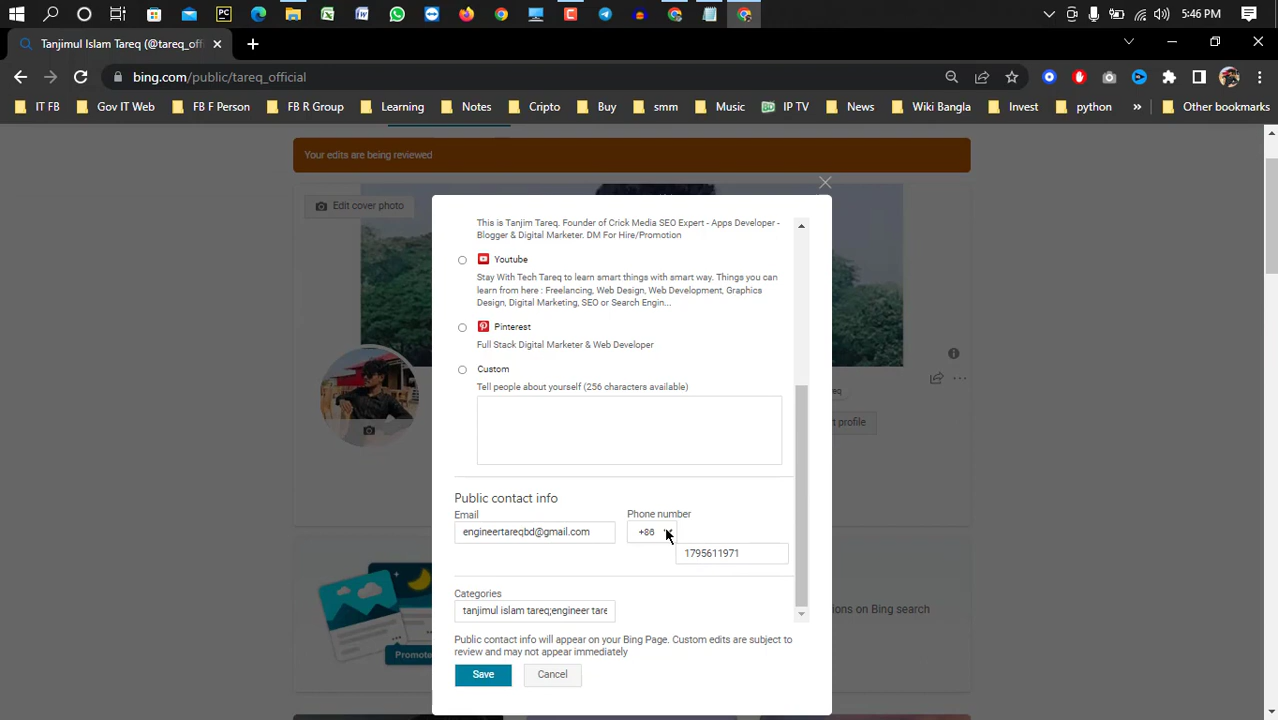 5:46 PM
Tanjimul Islam Tareq (@tareq_offi
bing.com/public/tareq_official
IT FB
Gov IT Web
FB F Person
FB R Group
Learning
Notes
Cripto
Buy
smm
Music
IP TV
News
Wiki Bangla
Invest
python
»
Other bookmarks
Your edits are being reviewed
Edit cover photo
This is Tanjim Tareq. Founder of Crick Media SEO Expert - Apps Developer -
Blogger & Digital Marketer. DM For Hire/Promotion
Youtube
Stay With Tech Tareq to learn smart things with smart way. Things you can
learn from here : Freelancing, Web Design, Web Development, Graphics
Design, Digital Marketing, SEO or Search Engin...
Pinterest
Full Stack Digital Marketer & Web Developer
Custom
Tell people about yourself (256 characters available)
t profile
Public contact info
Email
Phone number
engineertareqbd@gmail.com
+86
1795611971
Categories
tanjimul islam tareq;engineer tare
ions on Bing search
Public contact info will appear on your Bing Page. Custom edits are subject to
review and may not appear immediately
Promote
Save
Cancel